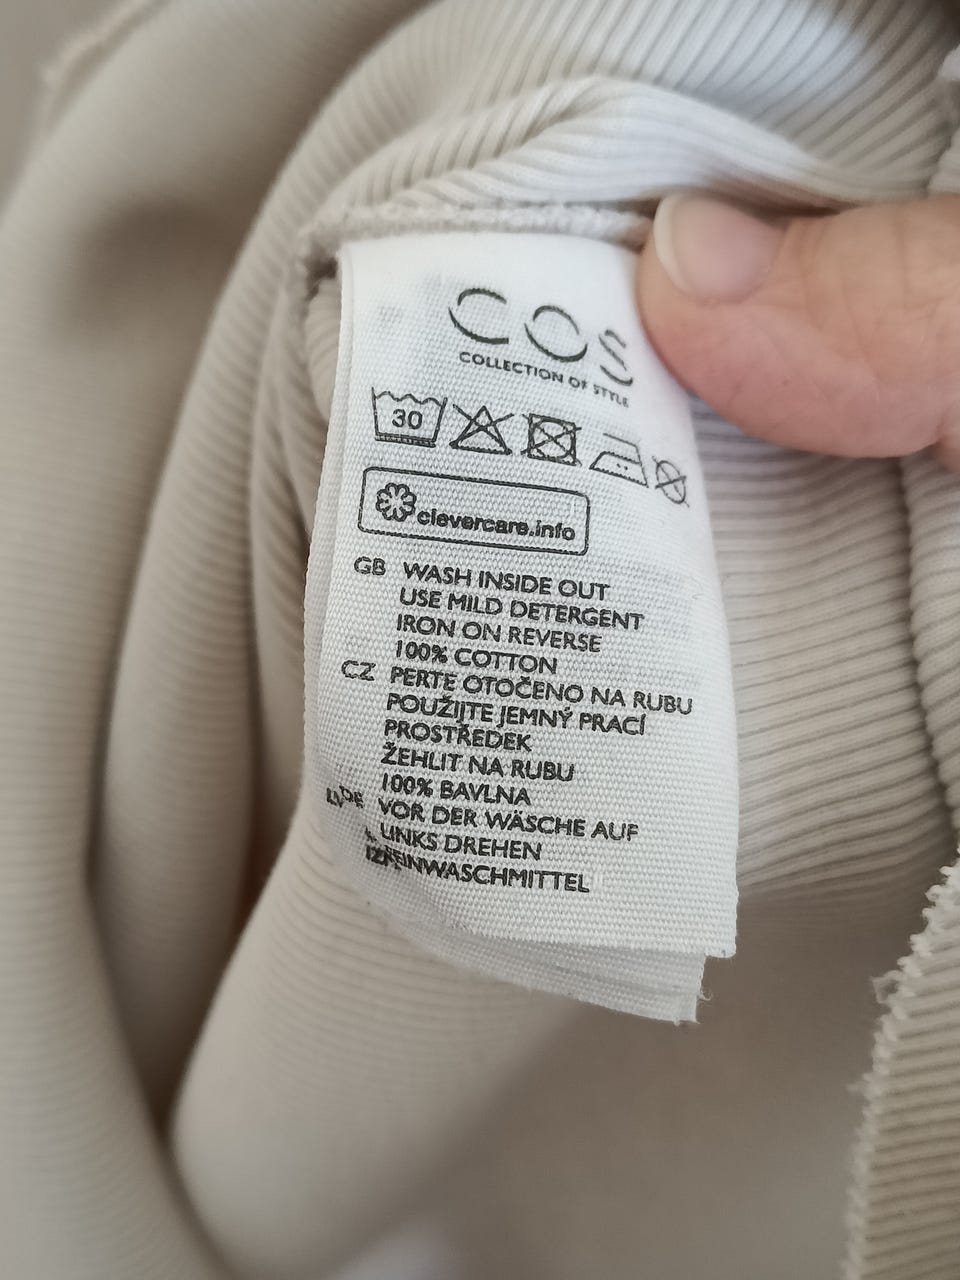 COS
COLLECTION OF STYLE
30
clevercare.info
GB WASH INSIDE OUT
USE MILD DETERGENT
IRON ON REVERSE
100% COTTON
CZ PERTE OTOČENO NA RUBU
POUŽIJTE JEMNÝ PRACÍ
PROSTŘEDEK
ŽEHLIT NA RUBU
100% BAVLNA
DE VOR DER WÄSCHE AUF
LINKS DREHEN
FEINWASCHMITTEL